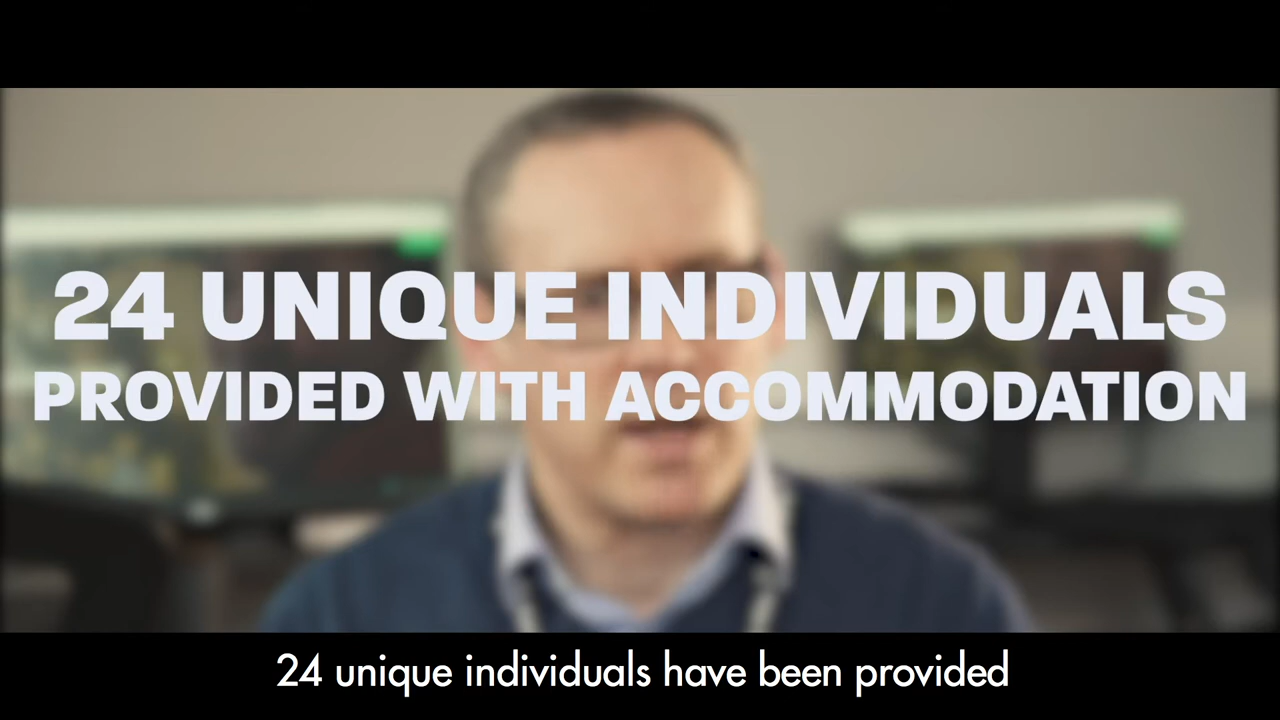 24 UNIQUE INDIVIDUALS
PROVIDED WITH ACCOMMODATION
24 unique individuals have been provided